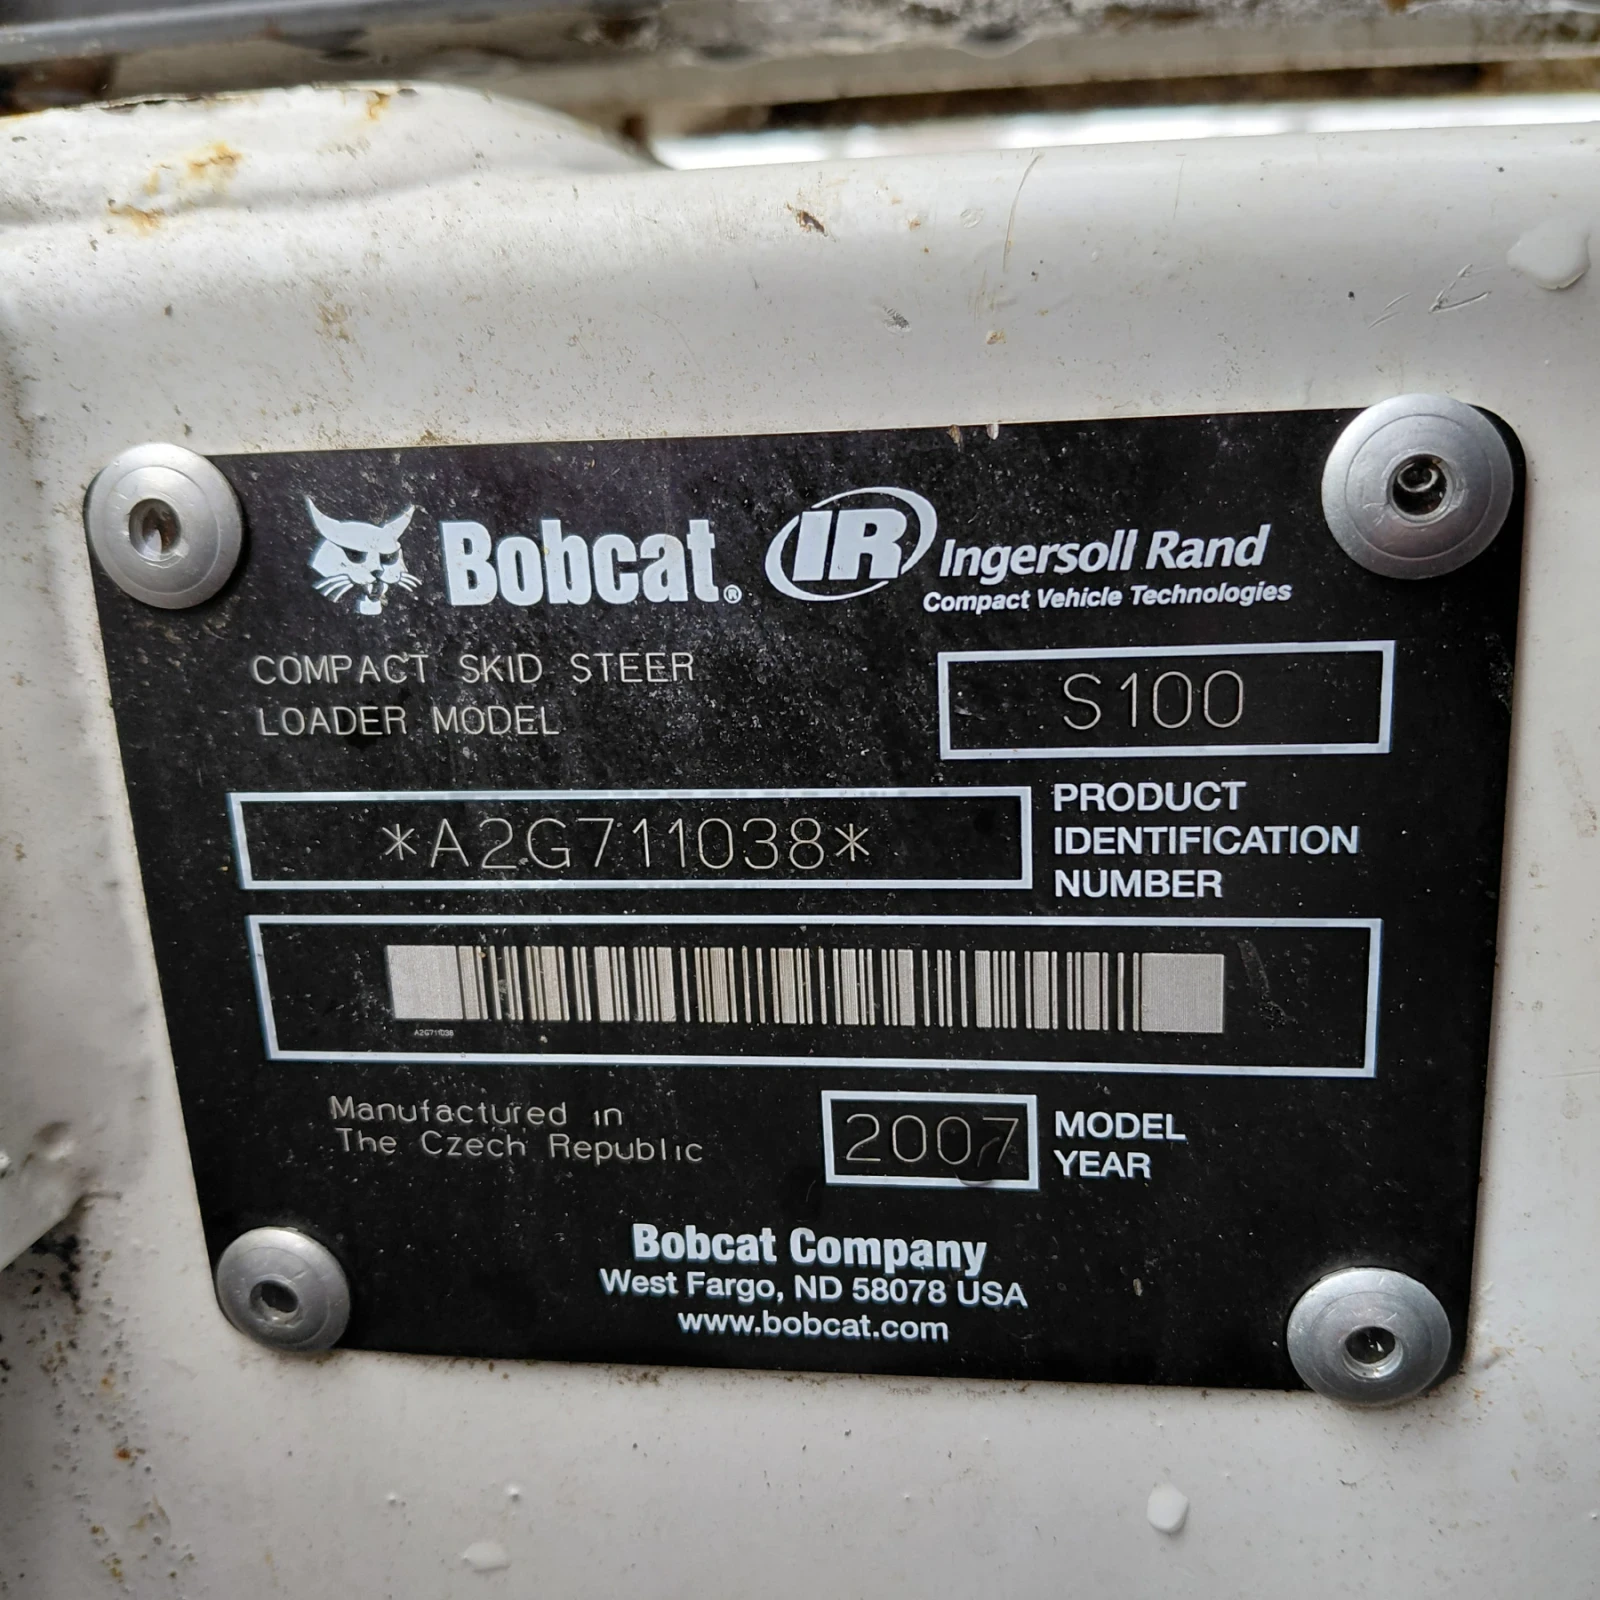 Bobcat® IR Ingersoll Rand
Compact Vehicle Technologies
COMPACT SKID STEER
LOADER MODEL
S100
*A2G711038*
PRODUCT
IDENTIFICATION
NUMBER
A2G711038
Manufactured in
The Czech Republic
2007
MODEL
YEAR
Bobcat Company
West Fargo, ND 58078 USA
www.bobcat.com